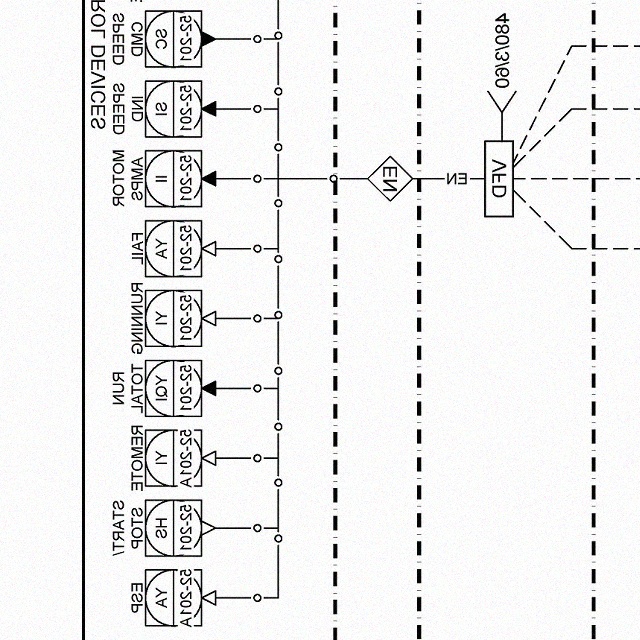 ROL DEVICES
SPEED
CMD
SC
52-201
SPEED
IND
SI
52-201
MOTOR
AMPS
II
52-201
FAIL
YA
52-201
RUNNING
YI
52-201
RUN
TOTAL
YQI
52-201
REMOTE
YI
52-201A
START/
STOP
HS
52-201
ESP
YA
52-201A
EN
EN
AFD
480/3/60